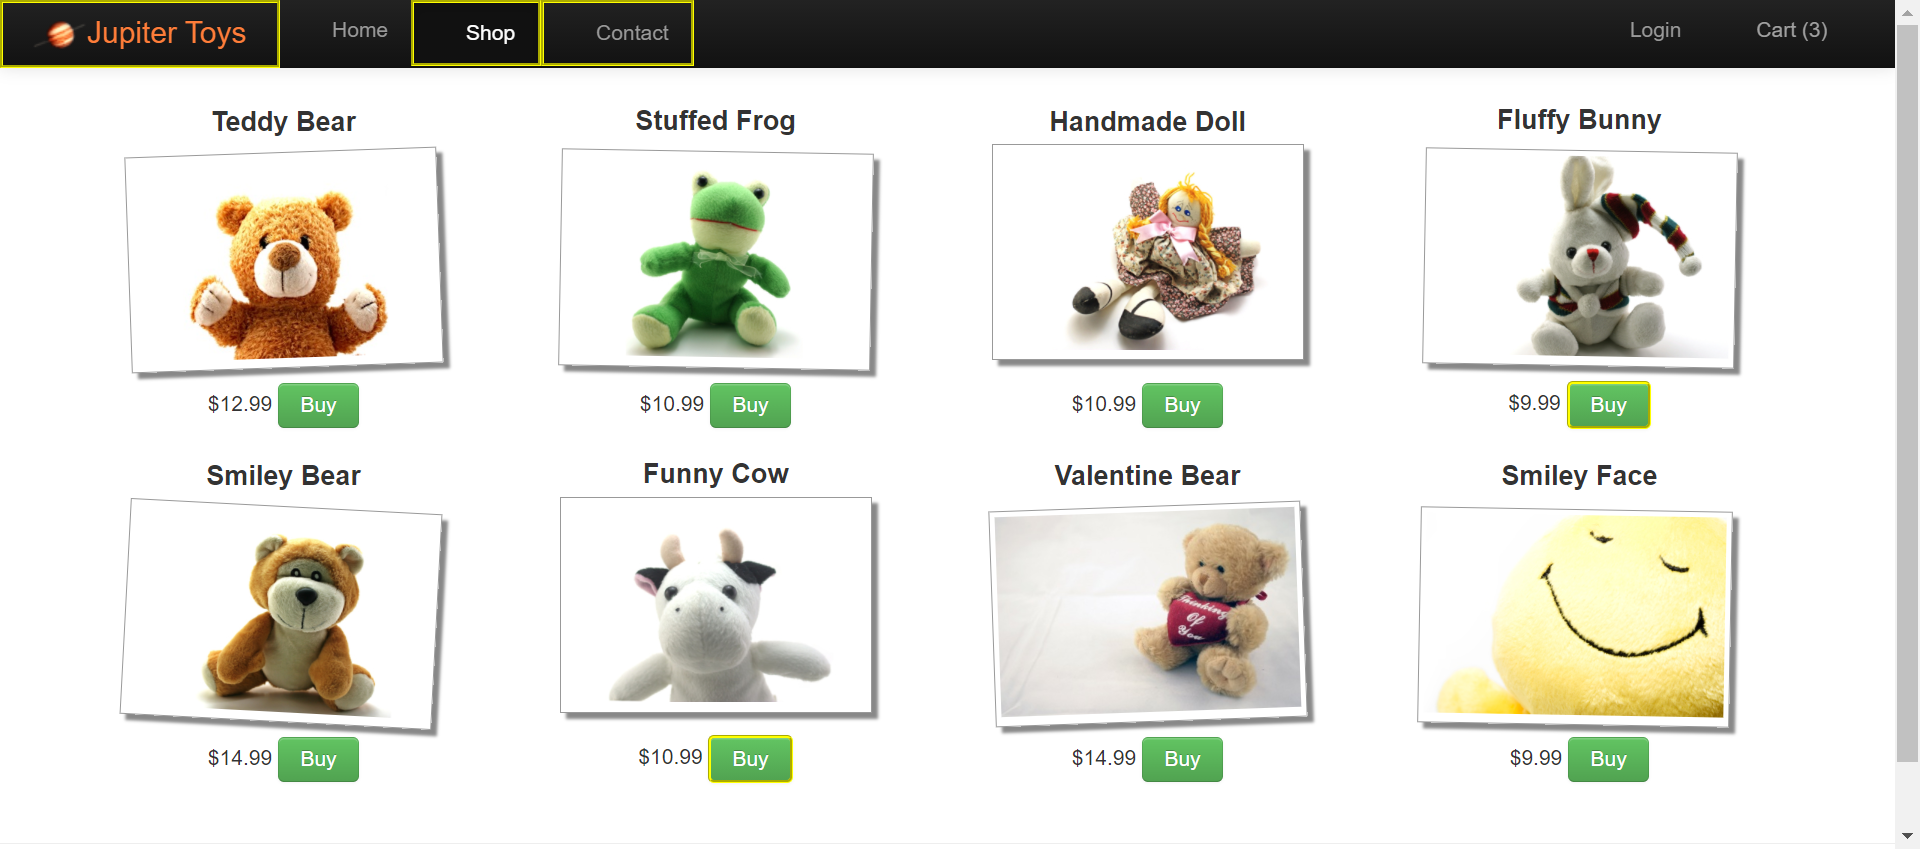 Jupiter Toys Home Shop Contact Login Cart (3)
Teddy Bear Stuffed Frog Handmade Doll Fluffy Bunny
Thinking
Of
You
$12.99 Buy $10.99 Buy $10.99 Buy $9.99 Buy
Smiley Bear Funny Cow Valentine Bear Smiley Face
$14.99 Buy $10.99 Buy $14.99 Buy $9.99 Buy